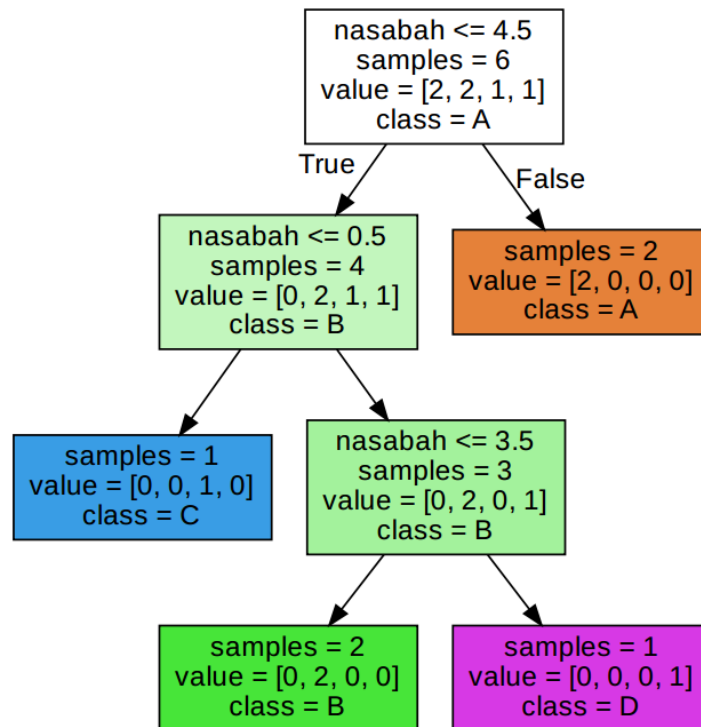 nasabah <= 4.5
samples = 6
value = [2, 2, 1, 1]
class = A
True
False
nasabah <= 0.5
samples = 4
value = [0, 2, 1, 1]
class = B
samples = 2
value = [2, 0, 0, 0]
class = A
samples = 1
value = [0, 0, 1, 0]
class = C
nasabah <= 3.5
samples = 3
value = [0, 2, 0, 1]
class = B
samples = 2
value = [0, 2, 0, 0]
class = B
samples = 1
value = [0, 0, 0, 1]
class = D